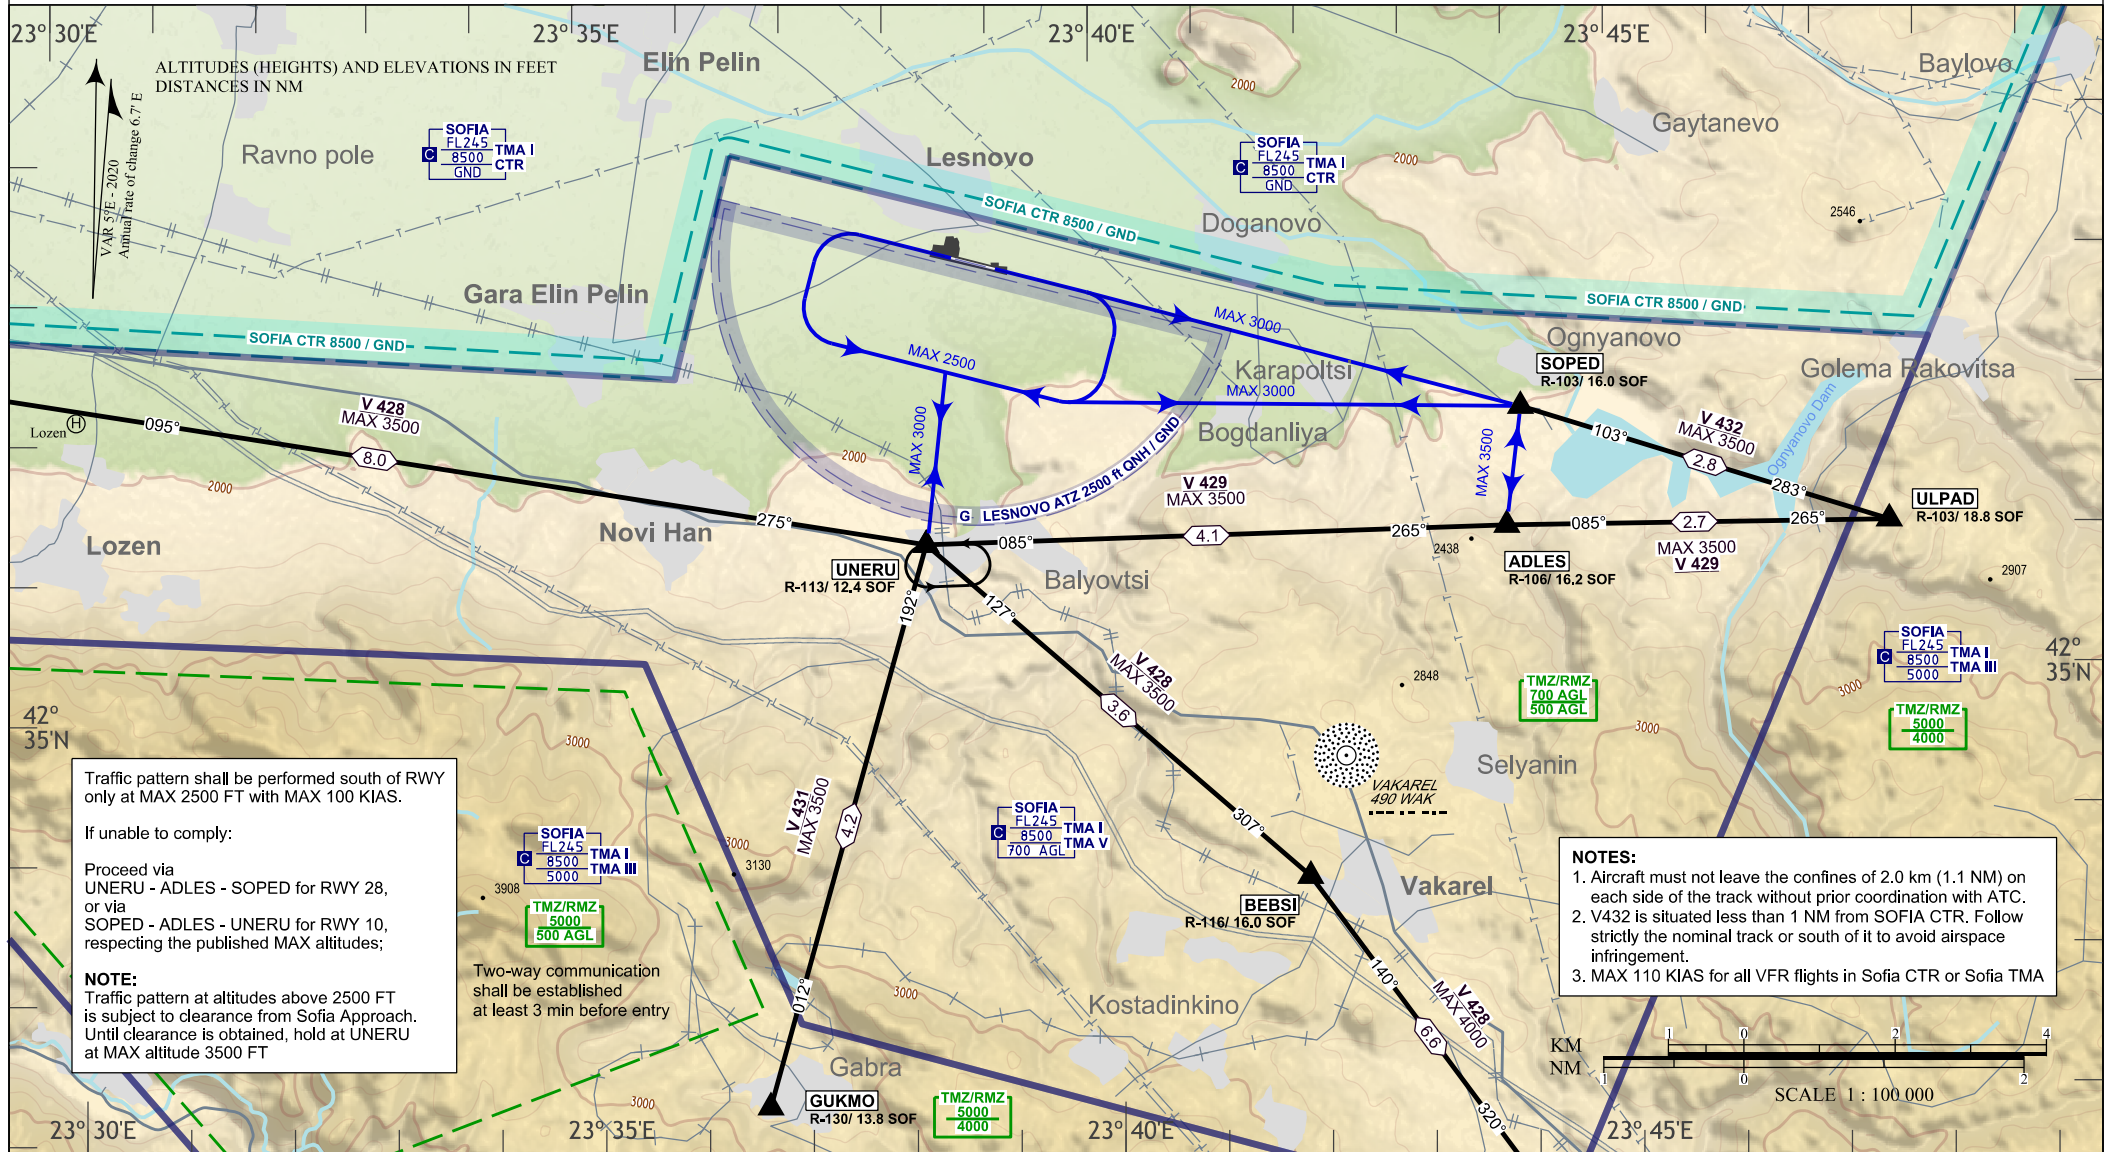 23° 30'E
23° 35'E
23° 40'E
23° 45'E
ALTITUDES (HEIGHTS) AND ELEVATIONS IN FEET
DISTANCES IN NM
VAR 5°E - 2020
Annual rate of change 6.7' E
Elin Pelin
Baylovo
2000
Ravno pole
SOFIA
FL245
8500
GND
C
TMA I
CTR
Lesnovo
SOFIA
FL245
8500
GND
C
TMA I
CTR
2000
Gaytanevo
Doganovo
2546
SOFIA CTR 8500 / GND
Gara Elin Pelin
SOFIA CTR 8500 / GND
SOFIA CTR 8500 / GND
MAX 3000
MAX 2500
Ognyanovo
SOPED
R-103/ 16.0 SOF
Karapoltsi
MAX 3000
Golema Rakovitsa
Ognyanovo Dam
Lozen
H
095°
V 428
MAX 3500
8.0
2000
MAX 3000
2000
Bogdanliya
MAX 3500
103°
V 432
MAX 3500
2.8
283°
G LESNOVO ATZ 2500 ft QNH / GND
V 429
MAX 3500
ULPAD
R-103/ 18.8 SOF
Lozen
Novi Han
275°
085°
4.1
265°
085°
2.7
265°
2438
MAX 3500
V 429
ADLES
R-106/ 16.2 SOF
2907
UNERU
R-113/ 12.4 SOF
Balyovtsi
192°
127°
V 428
MAX 3500
3.6
2848
TMZ/RMZ
700 AGL
500 AGL
SOFIA
FL245
8500
5000
C
TMA I
TMA III
42°
35'N
3000
3000
TMZ/RMZ
5000
4000
42°
35'N
3000
Selyanin
VAKAREL
490 WAK
Traffic pattern shall be performed south of RWY
only at MAX 2500 FT with MAX 100 KIAS.
If unable to comply:
Proceed via
UNERU - ADLES - SOPED for RWY 28,
or via
SOPED - ADLES - UNERU for RWY 10,
respecting the published MAX altitudes;
NOTE:
Traffic pattern at altitudes above 2500 FT
is subject to clearance from Sofia Approach.
Until clearance is obtained, hold at UNERU
at MAX altitude 3500 FT
V 431
MAX 3500
4.2
SOFIA
FL245
8500
700 AGL
C
TMA I
TMA V
307°
SOFIA
FL245
8500
5000
C
TMA I
TMA III
3000
3130
3908
TMZ/RMZ
5000
500 AGL
Two-way communication
shall be established
at least 3 min before entry
BEBSI
R-116/ 16.0 SOF
Vakarel
NOTES:
1. Aircraft must not leave the confines of 2.0 km (1.1 NM) on
each side of the track without prior coordination with ATC.
2. V432 is situated less than 1 NM from SOFIA CTR. Follow
strictly the nominal track or south of it to avoid airspace
infringement.
3. MAX 110 KIAS for all VFR flights in Sofia CTR or Sofia TMA
012°
3000
Kostadinkino
140°
V 428
MAX 4000
6.6
320°
Gabra
GUKMO
R-130/ 13.8 SOF
3000
TMZ/RMZ
5000
4000
KM
1 0 2 4
NM
1 0 2
SCALE 1 : 100 000
23° 30'E
23° 35'E
23° 40'E
23° 45'E